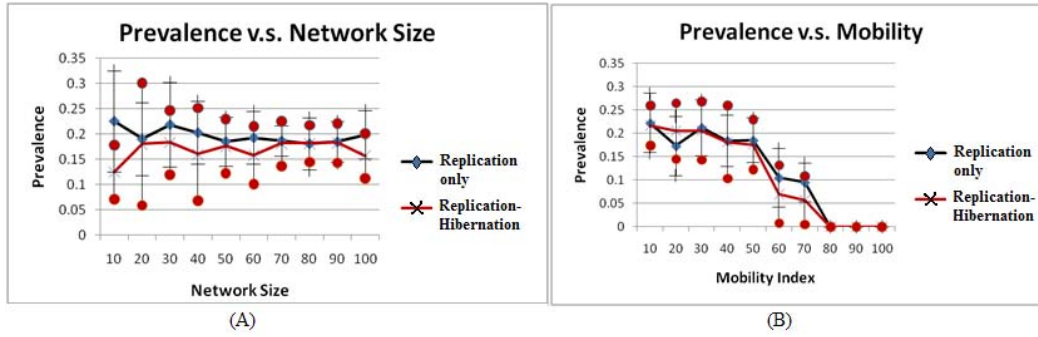 Prevalence v.s. Network Size
0.35
0.3
0.25
0.2
0.15
0.1
0.05
0
Prevalence
10 20 30 40 50 60 70 80 90 100
Network Size
Replication
only
Replication-
Hibernation
(A)
Prevalence v.s. Mobility
0.35
0.3
0.25
0.2
0.15
0.1
0.05
0
Prevalence
10 20 30 40 50 60 70 80 90 100
Mobility Index
Replication
only
Replication-
Hibernation
(B)